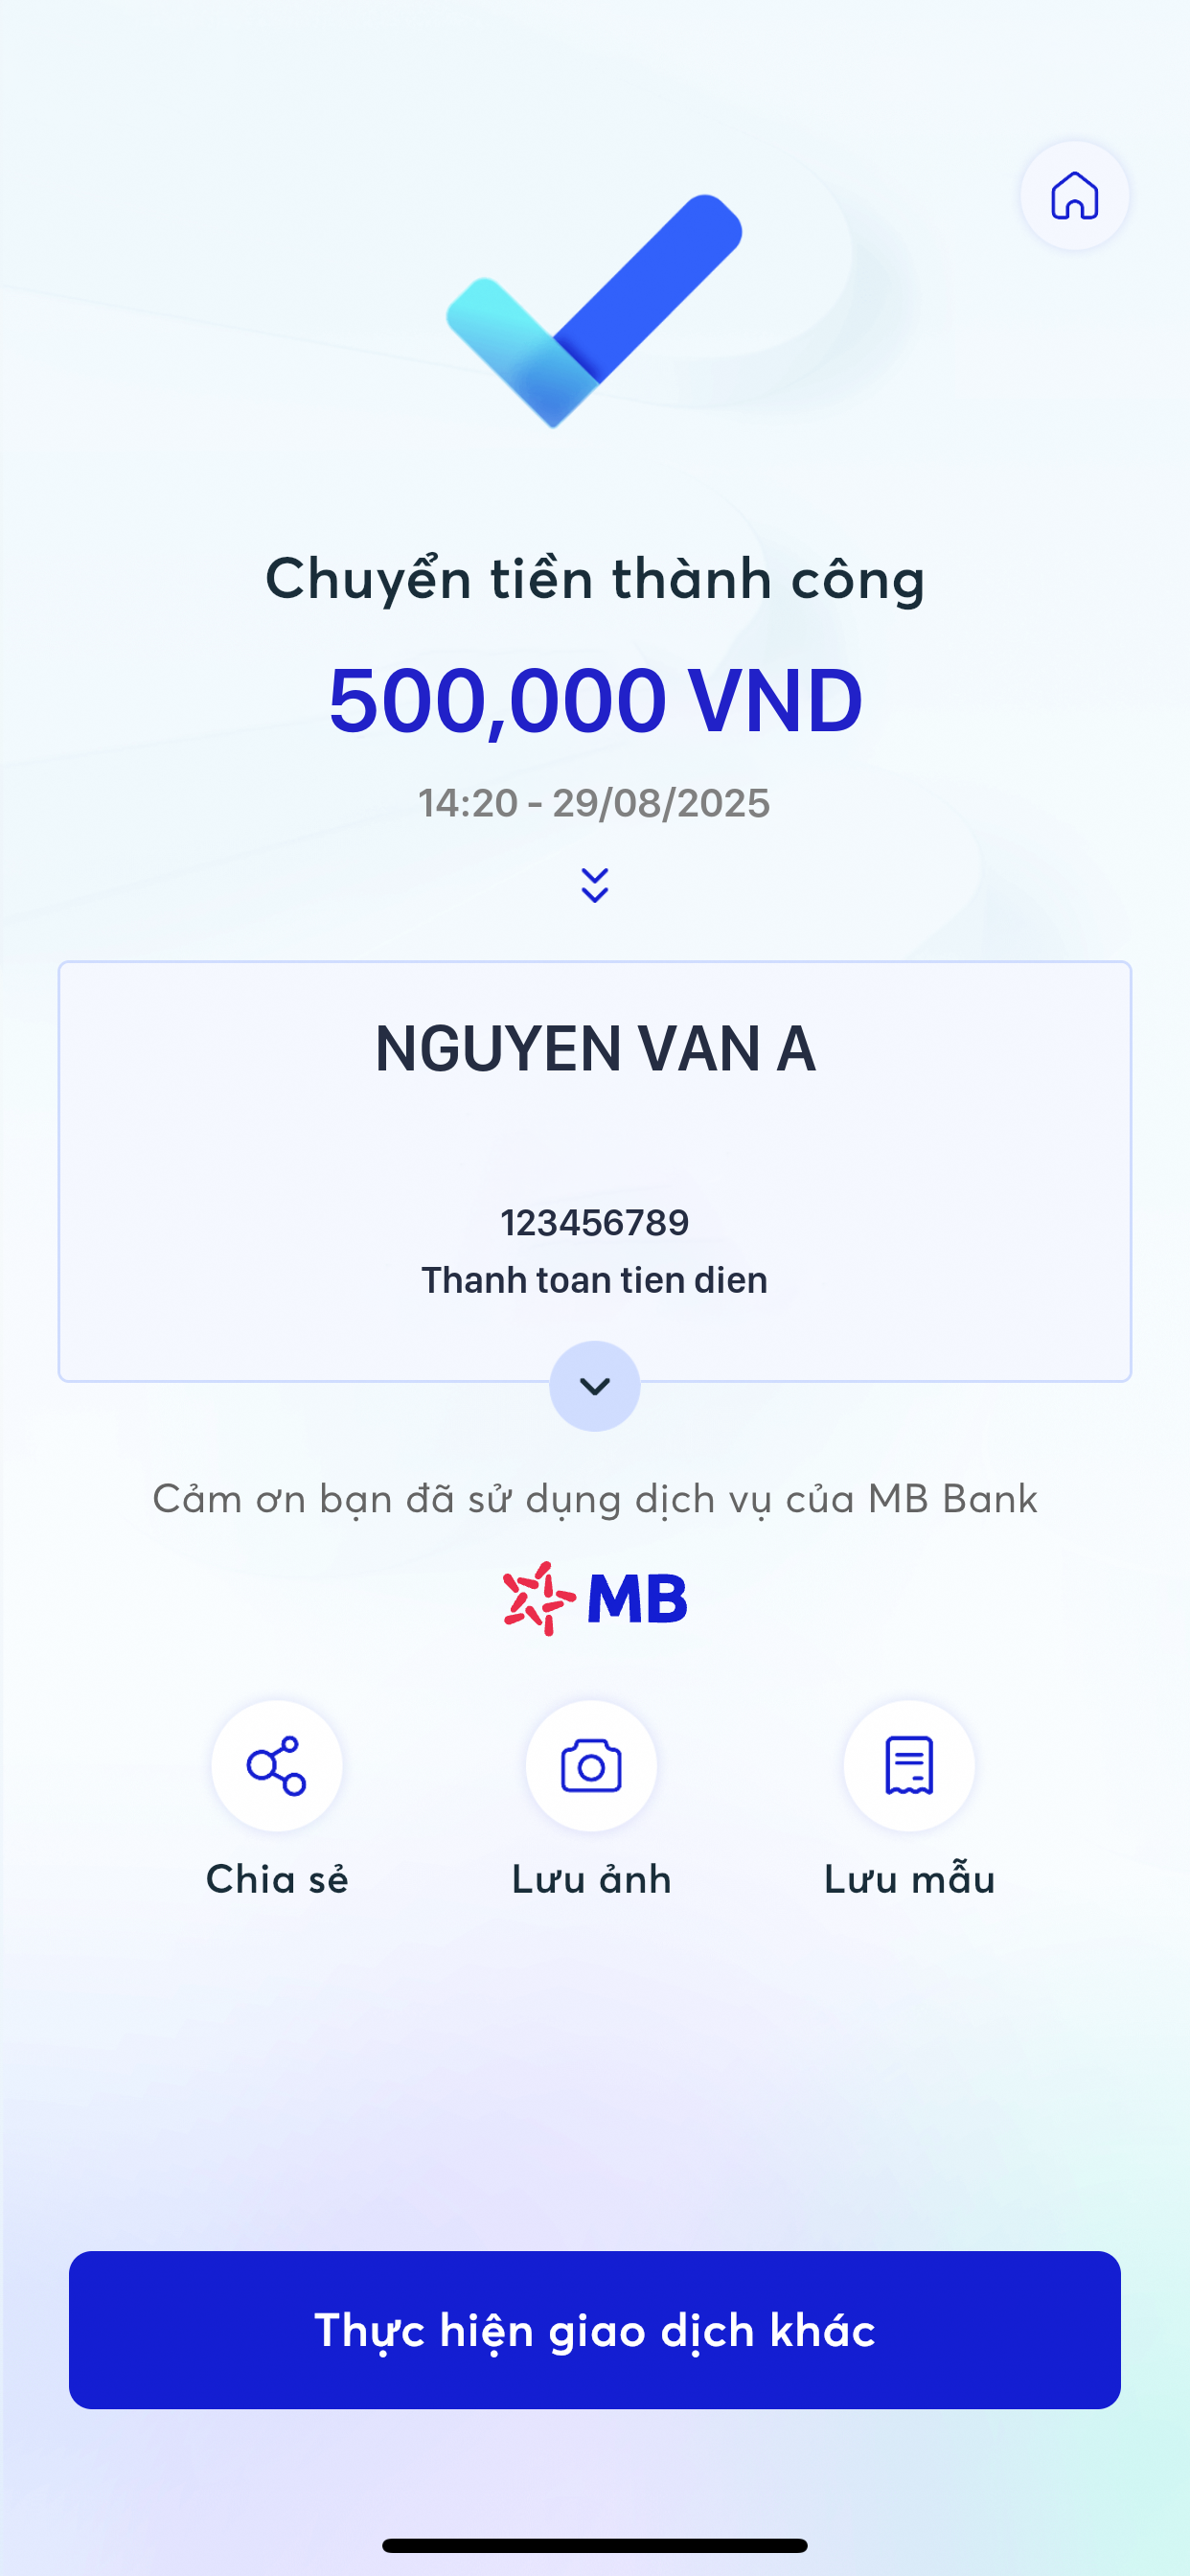 Chuyển tiền thành công
500,000 VND
14:20 - 29/08/2025
NGUYEN VAN A
123456789
Thanh toan tien dien
Cảm ơn bạn đã sử dụng dịch vụ của MB Bank
MB
Chia sẻ
Lưu ảnh
Lưu mẫu
Thực hiện giao dịch khác